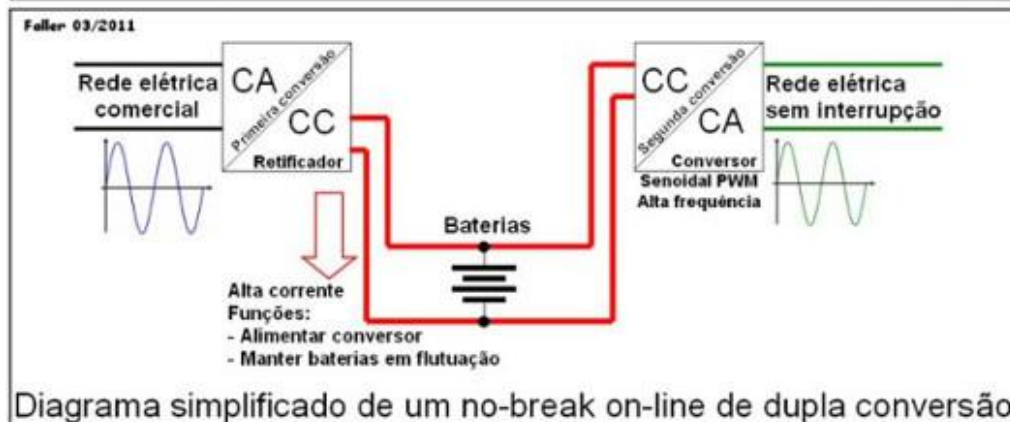 Faller 03/2011
Rede elétrica
comercial
CA
Primeira conversão
CC
Retificador
CC
Segunda conversão
CA
Conversor
Senoidal PWM
Alta frequência
Rede elétrica
sem interrupção
Baterias
Alta corrente
Funções:
- Alimentar conversor
- Manter baterias em flutuação
Diagrama simplificado de um no-break on-line de dupla conversão